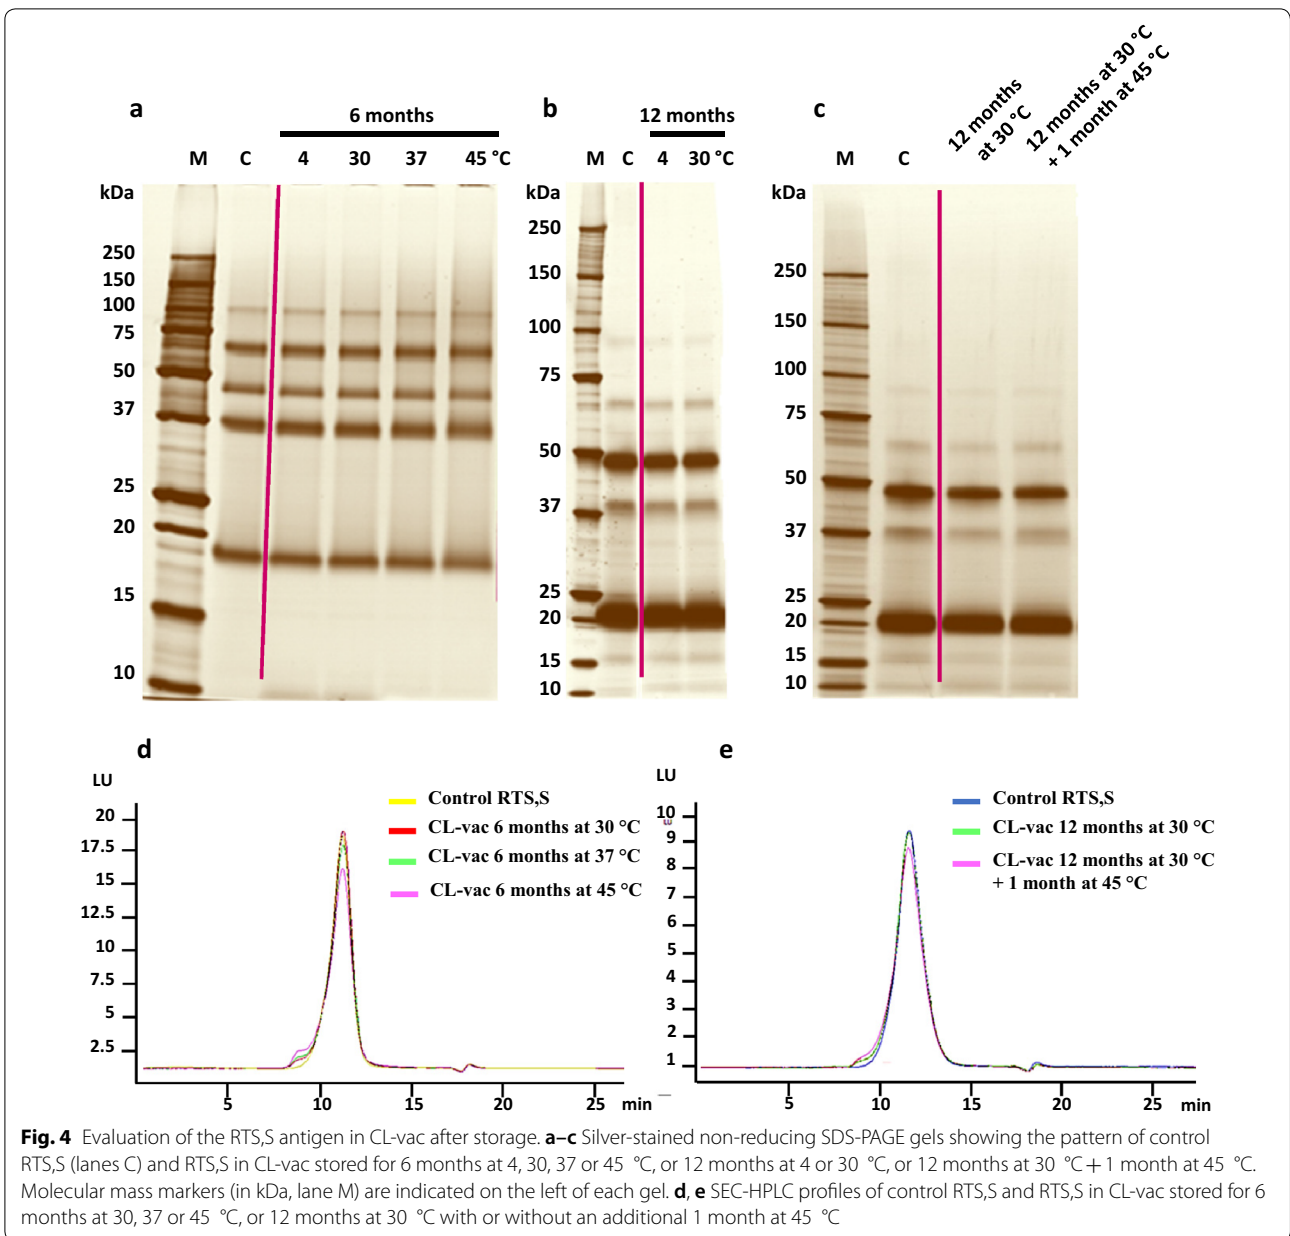 a
6 months
M C 4 30 37 45 °C
kDa
250
150
100
75
50
37
25
20
15
10
b
12 months
M C 4 30 °C
kDa
250
150
100
75
50
37
25
20
15
10
c
M C
12 months
at 30 °C
12 months at 30 °C
+ 1 month at 45 °C
kDa
250
150
100
75
50
37
25
20
15
10
d
LU
20
17.5
15
12.5
10
7.5
5
2.5
5 10 15 20 25 min
Control RTS,S
CL-vac 6 months at 30 °C
CL-vac 6 months at 37 °C
CL-vac 6 months at 45 °C
e
LU
10
LU
9
8
7
6
5
4
3
2
1
5 10 15 20 25 min
Control RTS,S
CL-vac 12 months at 30 °C
CL-vac 12 months at 30 °C
+ 1 month at 45 °C
Fig. 4 Evaluation of the RTS,S antigen in CL-vac after storage. a–c Silver-stained non-reducing SDS-PAGE gels showing the pattern of control
RTS,S (lanes C) and RTS,S in CL-vac stored for 6 months at 4, 30, 37 or 45 °C, or 12 months at 4 or 30 °C, or 12 months at 30 °C + 1 month at 45 °C.
Molecular mass markers (in kDa, lane M) are indicated on the left of each gel. d, e SEC-HPLC profiles of control RTS,S and RTS,S in CL-vac stored for 6
months at 30, 37 or 45 °C, or 12 months at 30 °C with or without an additional 1 month at 45 °C